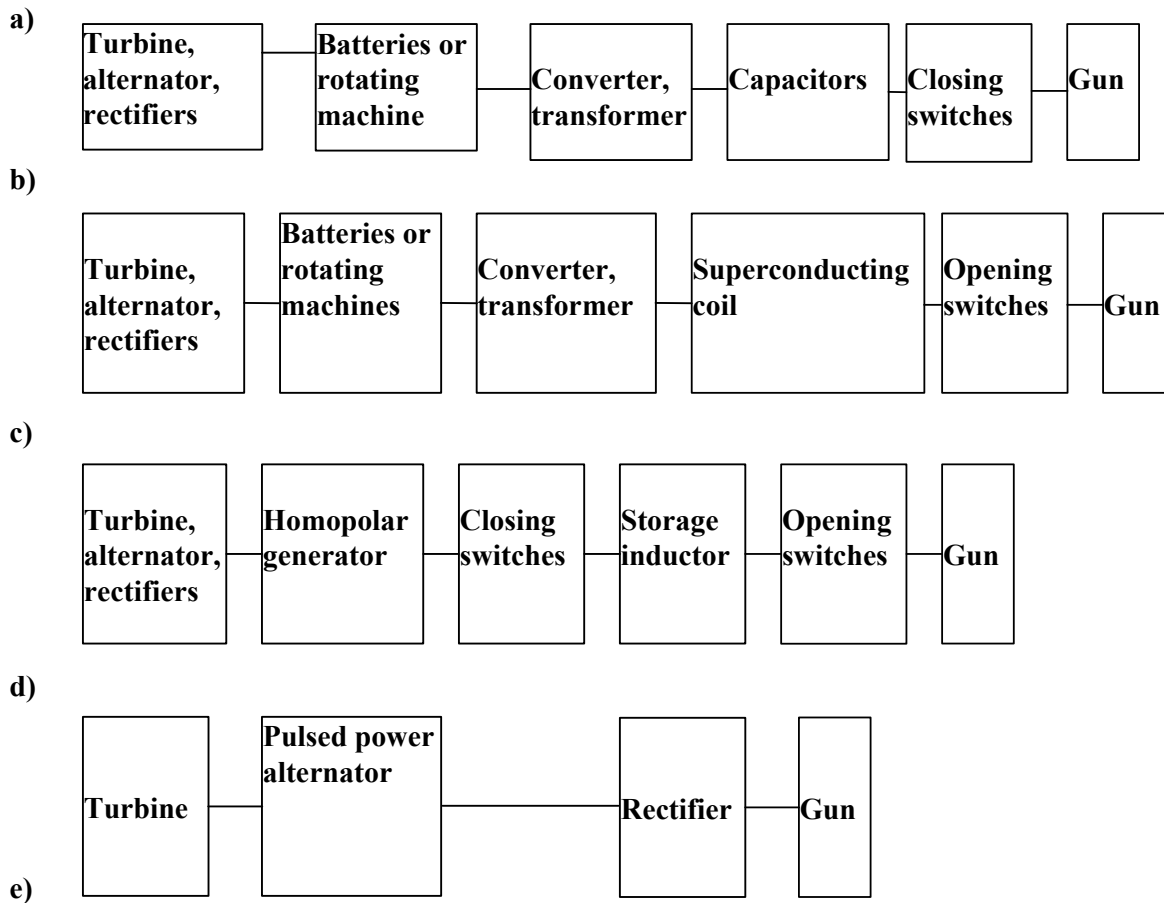 a)
Turbine,
alternator,
rectifiers
Batteries or
rotating
machine
Converter,
transformer
Capacitors
Closing
switches
Gun
b)
Turbine,
alternator,
rectifiers
Batteries or
rotating
machines
Converter,
transformer
Superconducting
coil
Opening
switches
Gun
c)
Turbine,
alternator,
rectifiers
Homopolar
generator
Closing
switches
Storage
inductor
Opening
switches
Gun
d)
Turbine
Pulsed power
alternator
Rectifier
Gun
e)